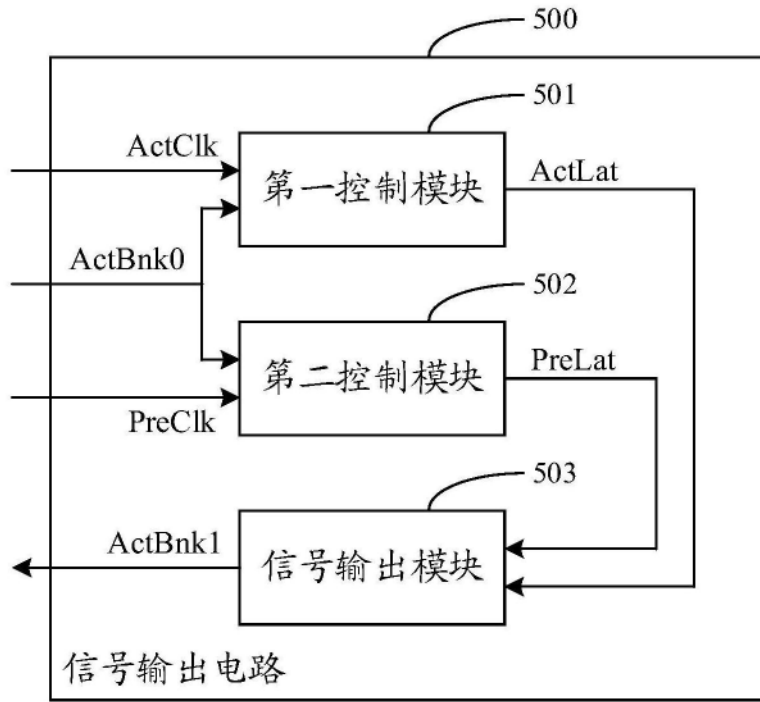 500
501
ActClk
第一控制模块
ActLat
ActBnk0
502
第二控制模块
PreLat
PreClk
503
ActBnk1
信号输出模块
信号输出电路